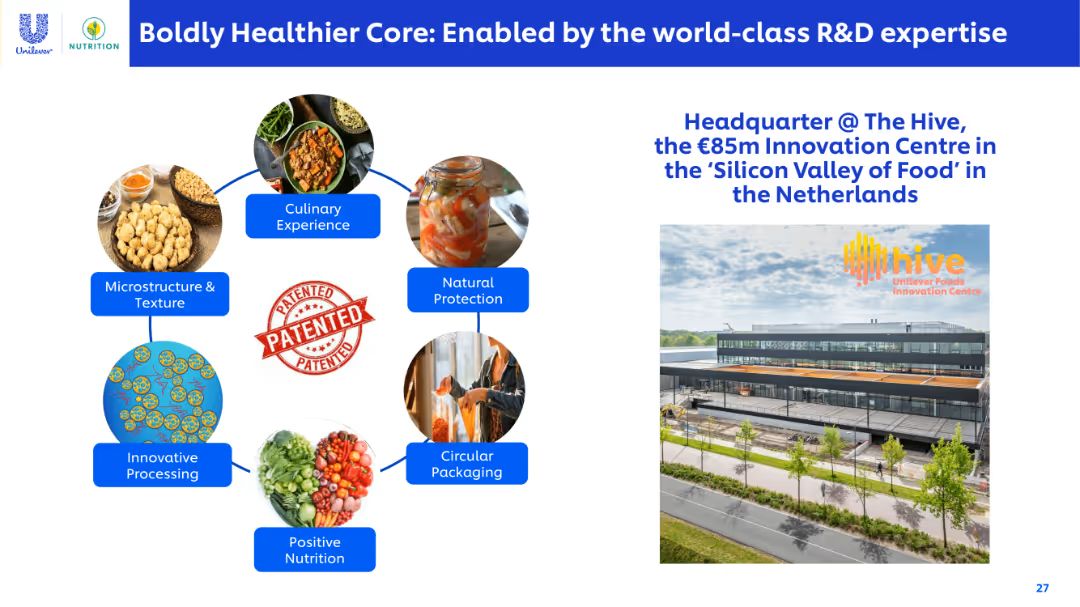 Unilever
NUTRITION
Boldly Healthier Core: Enabled by the world-class R&D expertise
Culinary
Experience
Microstructure &
Texture
Natural
Protection
PATENTED
PATENTED
PATENTED
Innovative
Processing
Circular
Packaging
Positive
Nutrition
Headquarter @ The Hive,
the €85m Innovation Centre in
the ‘Silicon Valley of Food’ in
the Netherlands
hive
Unilever Foods
Innovation Centre
27